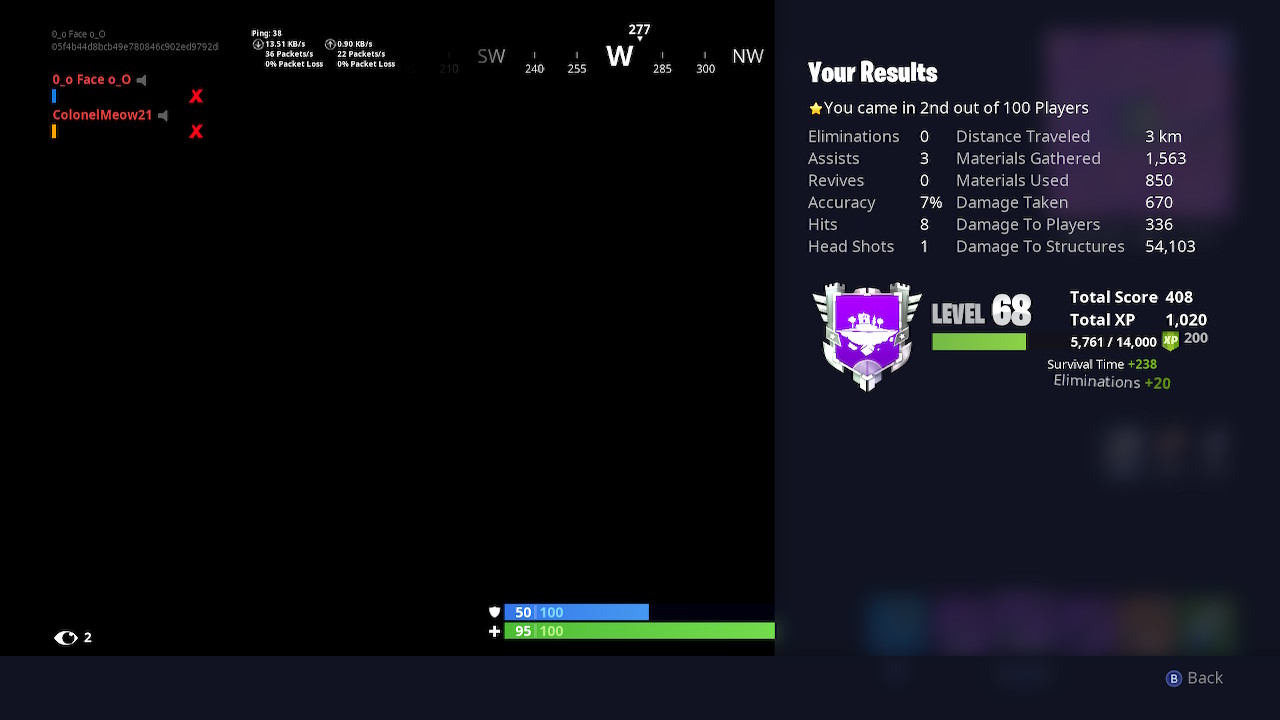 0_o Face o_O
05f4b44d8bcb49e780846c902ed9792d
0_o Face o_O
X
ColonelMeow21
X
Ping: 38
13.51 KB/s 0.90 KB/s
36 Packets/s 22 Packets/s
0% Packet Loss 0% Packet Loss
277
210 SW 240 255 W 285 300 NW
Your Results
You came in 2nd out of 100 Players
Eliminations 0 Distance Traveled 3 km
Assists 3 Materials Gathered 1,563
Revives 0 Materials Used 850
Accuracy 7% Damage Taken 670
Hits 8 Damage To Players 336
Head Shots 1 Damage To Structures 54,103
LEVEL 68
Total Score 408
Total XP 1,020
5,761 / 14,000 XP 200
Survival Time +238
Eliminations +20
50 100
95 100
2
B Back